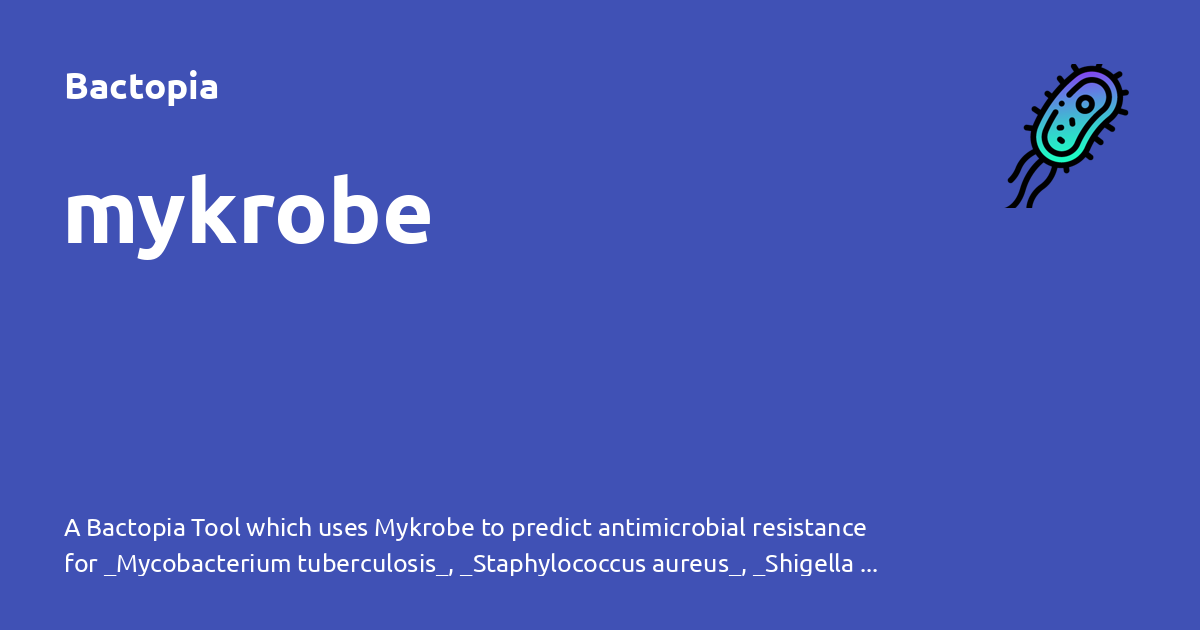 Bactopia
mykrobe
A Bactopia Tool which uses Mykrobe to predict antimicrobial resistance
for _Mycobacterium tuberculosis_, _Staphylococcus aureus_, _Shigella ...